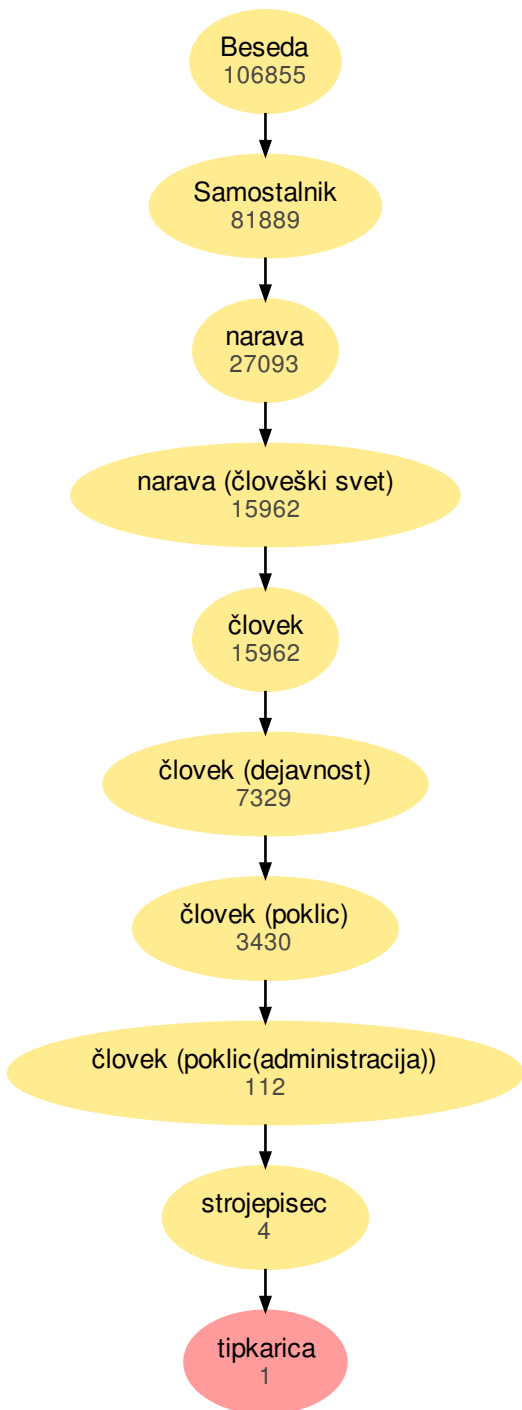 Beseda
106855
Samostalnik
81889
narava
27093
narava (človeški svet)
15962
človek
15962
človek (dejavnost)
7329
človek (poklic)
3430
človek (poklic(administracija))
112
strojepisec
4
tipkarica
1